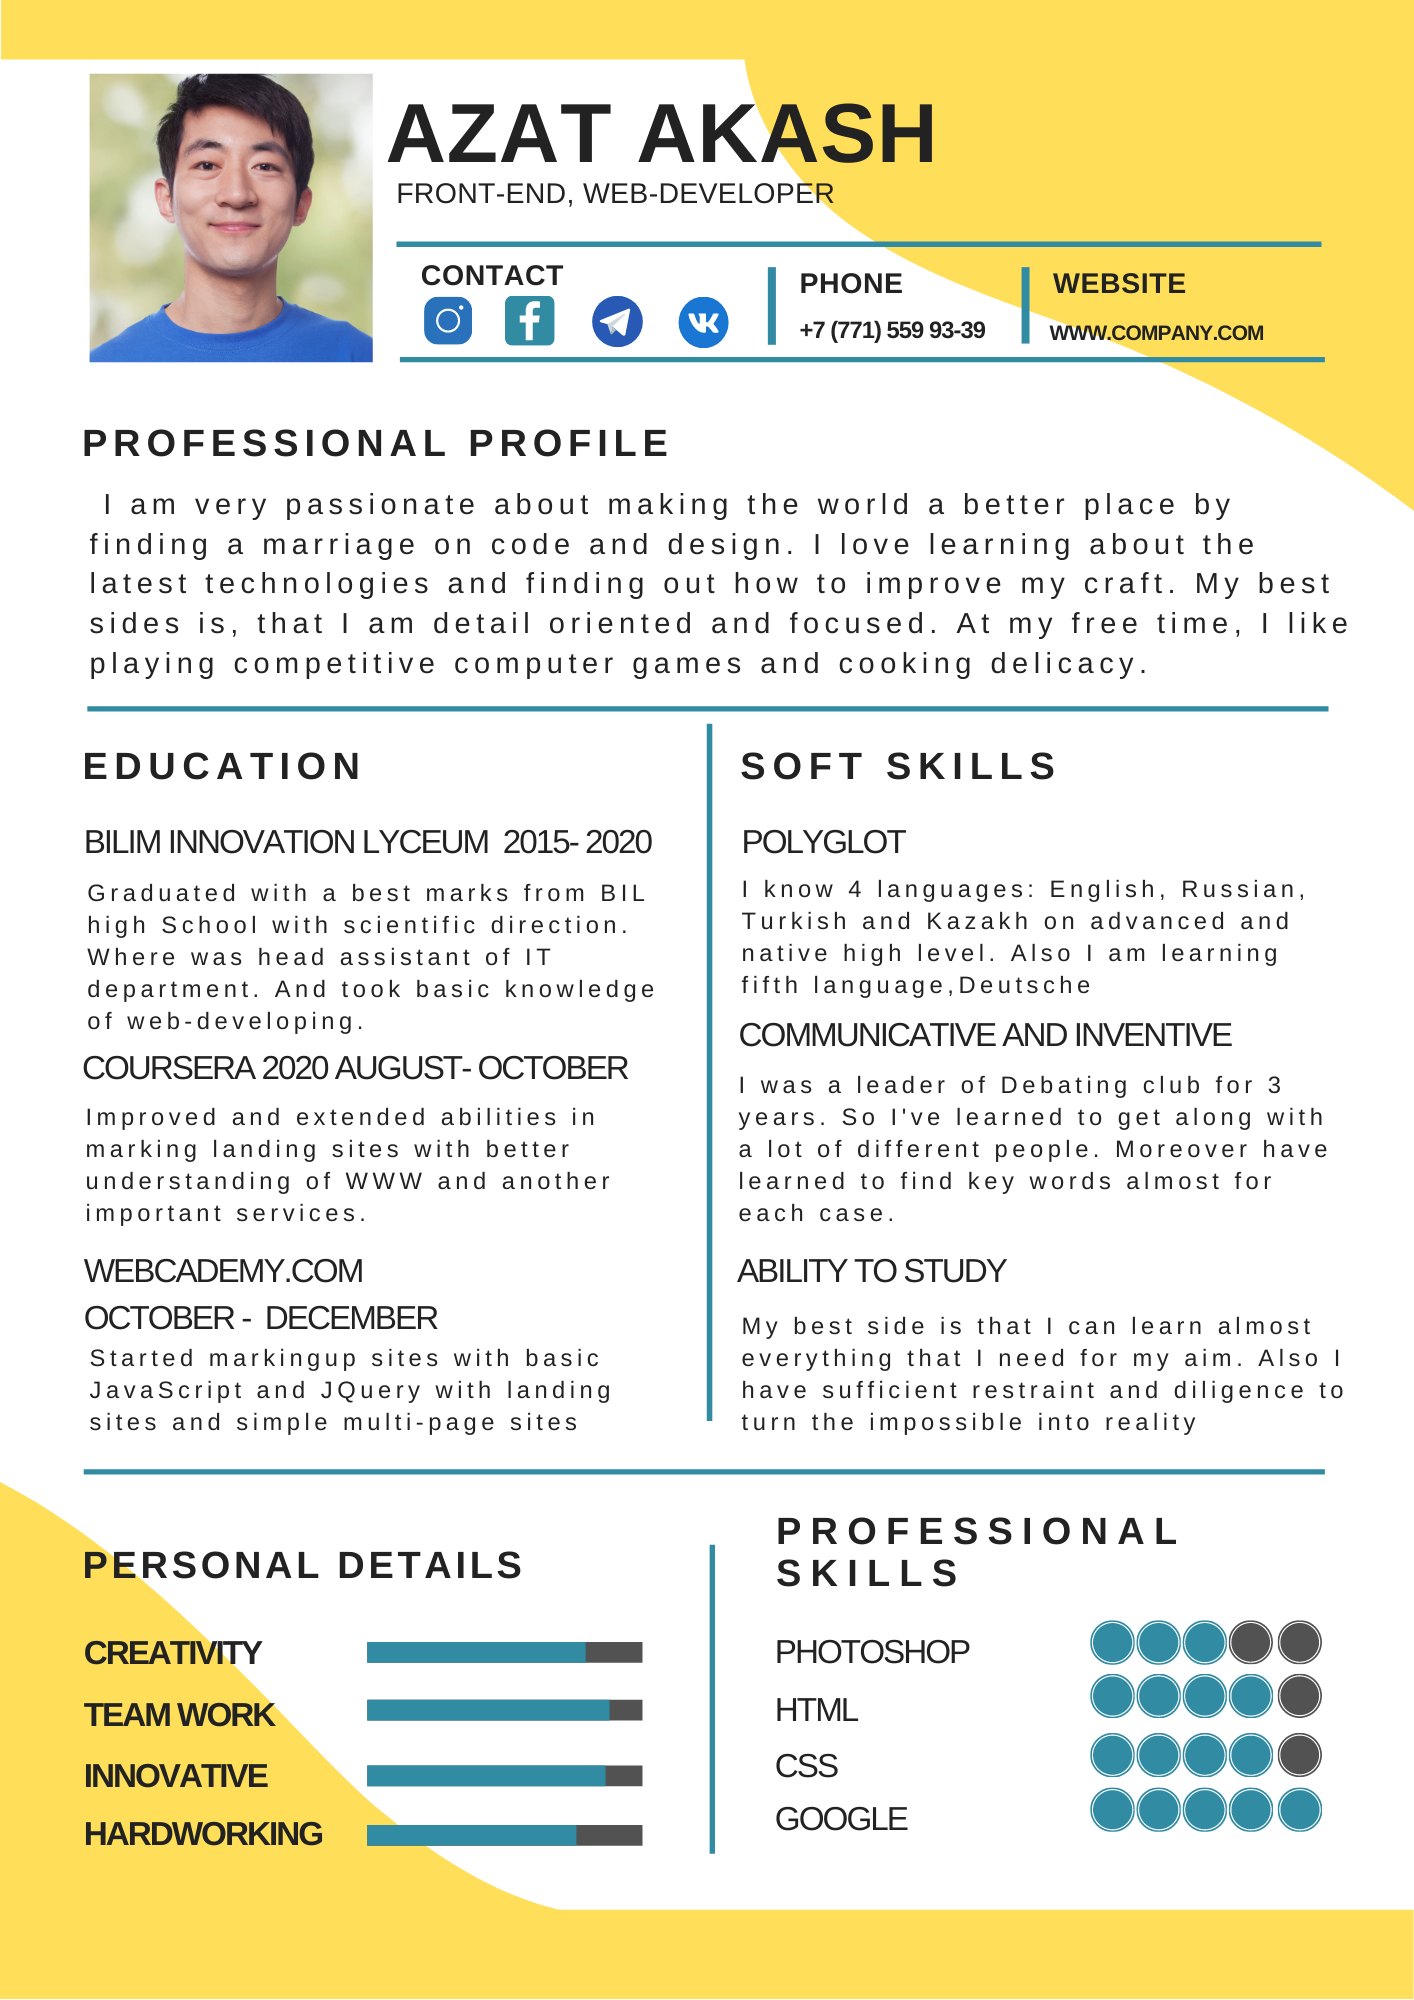 AZAT AKASH
FRONT-END, WEB-DEVELOPER
CONTACT
PHONE
+7 (771) 559 93-39
WEBSITE
WWW.COMPANY.COM
PROFESSIONAL PROFILE
I am very passionate about making the world a better place by
finding a marriage on code and design. I love learning about the
latest technologies and finding out how to improve my craft. My best
sides is, that I am detail oriented and focused. At my free time, I like
playing competitive computer games and cooking delicacy.
EDUCATION
BILIM INNOVATION LYCEUM 2015- 2020
Graduated with a best marks from BIL
high School with scientific direction.
Where was head assistant of IT
department. And took basic knowledge
of web-developing.
COURSERA 2020 AUGUST- OCTOBER
Improved and extended abilities in
marking landing sites with better
understanding of WWW and another
important services.
WEBCADEMY.COM
OCTOBER - DECEMBER
Started markingup sites with basic
JavaScript and JQuery with landing
sites and simple multi-page sites
SOFT SKILLS
POLYGLOT
I know 4 languages: English, Russian,
Turkish and Kazakh on advanced and
native high level. Also I am learning
fifth language,Deutsche
COMMUNICATIVE AND INVENTIVE
I was a leader of Debating club for 3
years. So I've learned to get along with
a lot of different people. Moreover have
learned to find key words almost for
each case.
ABILITY TO STUDY
My best side is that I can learn almost
everything that I need for my aim. Also I
have sufficient restraint and diligence to
turn the impossible into reality
PERSONAL DETAILS
CREATIVITY
TEAM WORK
INNOVATIVE
HARDWORKING
PROFESSIONAL
SKILLS
PHOTOSHOP
HTML
CSS
GOOGLE